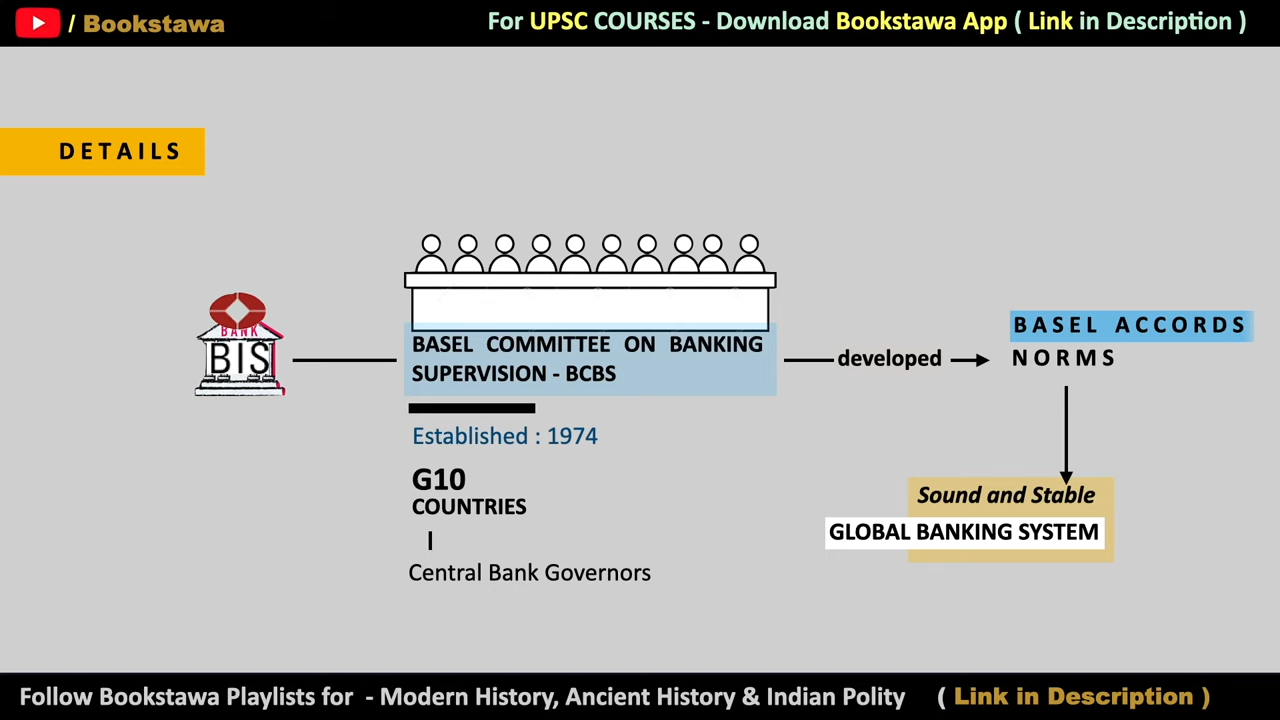 / Bookstawa
For UPSC COURSES - Download Bookstawa App ( Link in Description )
DETAILS
BANK
BIS
BASEL COMMITTEE ON BANKING
SUPERVISION - BCBS
developed
BASEL ACCORDS
NORMS
Established : 1974
G10
COUNTRIES
Central Bank Governors
Sound and Stable
GLOBAL BANKING SYSTEM
Follow Bookstawa Playlists for - Modern History, Ancient History & Indian Polity ( Link in Description )